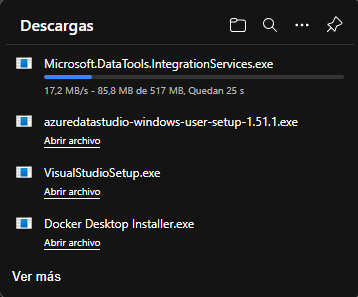 Descargas
Microsoft.DataTools.IntegrationServices.exe
17,2 MB/s - 85,8 MB de 517 MB, Quedan 25 s
azuredatastudio-windows-user-setup-1.51.1.exe
Abrir archivo
VisualStudioSetup.exe
Abrir archivo
Docker Desktop Installer.exe
Abrir archivo
Ver más